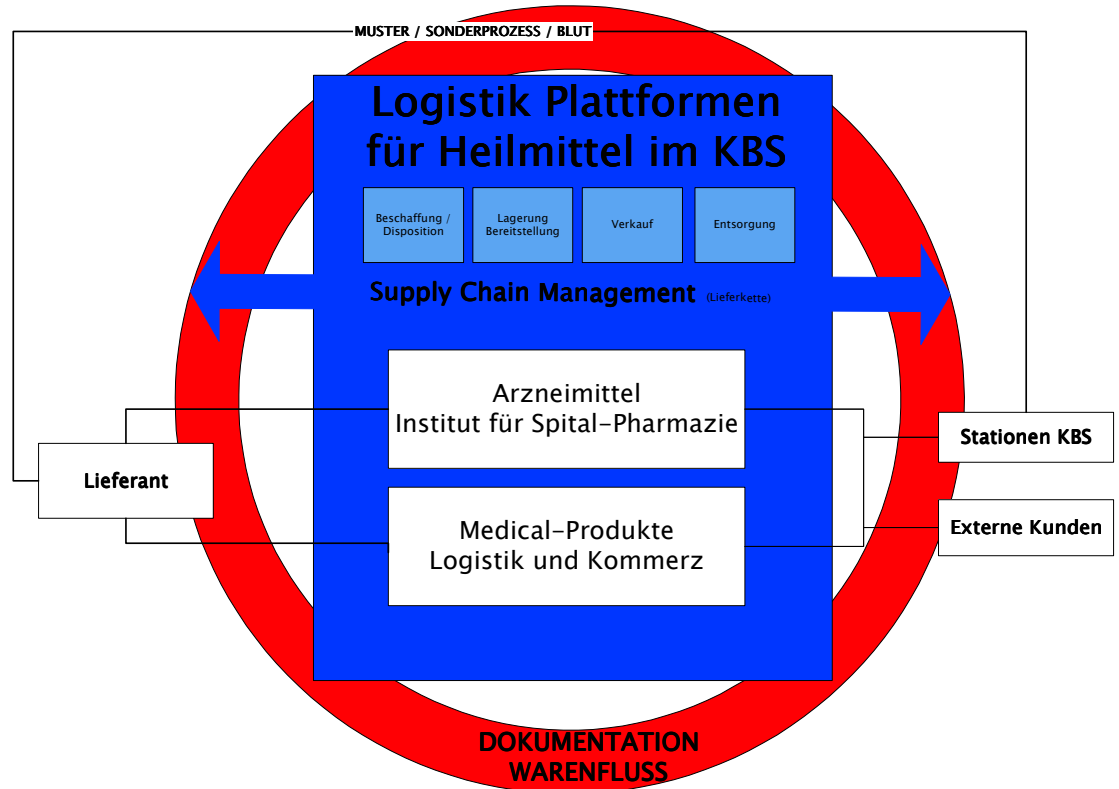 MUSTER / SONDERPROZESS / BLUT
Logistik Plattformen
für Heilmittel im KBS
Beschaffung /
Disposition
Lagerung
Bereitstellung
Verkauf
Entsorgung
Supply Chain Management (Lieferkette)
Arzneimittel
Institut für Spital-Pharmazie
Stationen KBS
Lieferant
Medical-Produkte
Logistik und Kommerz
Externe Kunden
DOKUMENTATION
WARENFLUSS